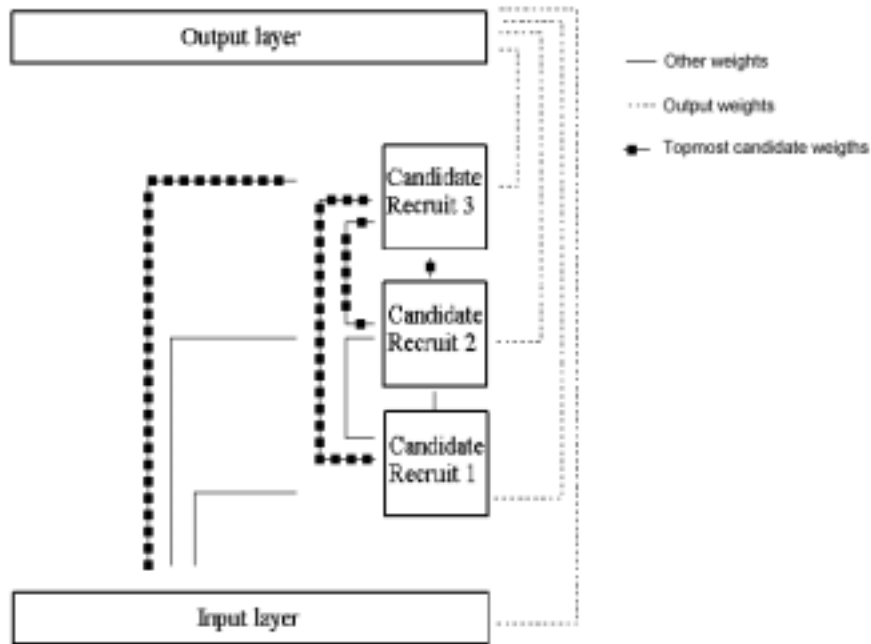 Output layer
Other weights
Output weights
Topmost candidate weigths
Candidate
Recruit 3
Candidate
Recruit 2
Candidate
Recruit 1
Input layer